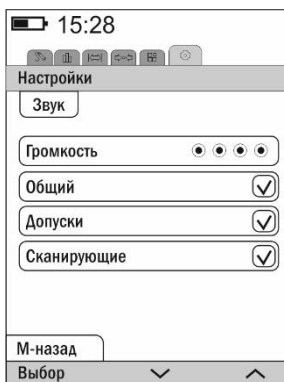 15:28
Настройки
Звук
Громкость
Общий
Допуски
Сканирующие
М-назад
Выбор